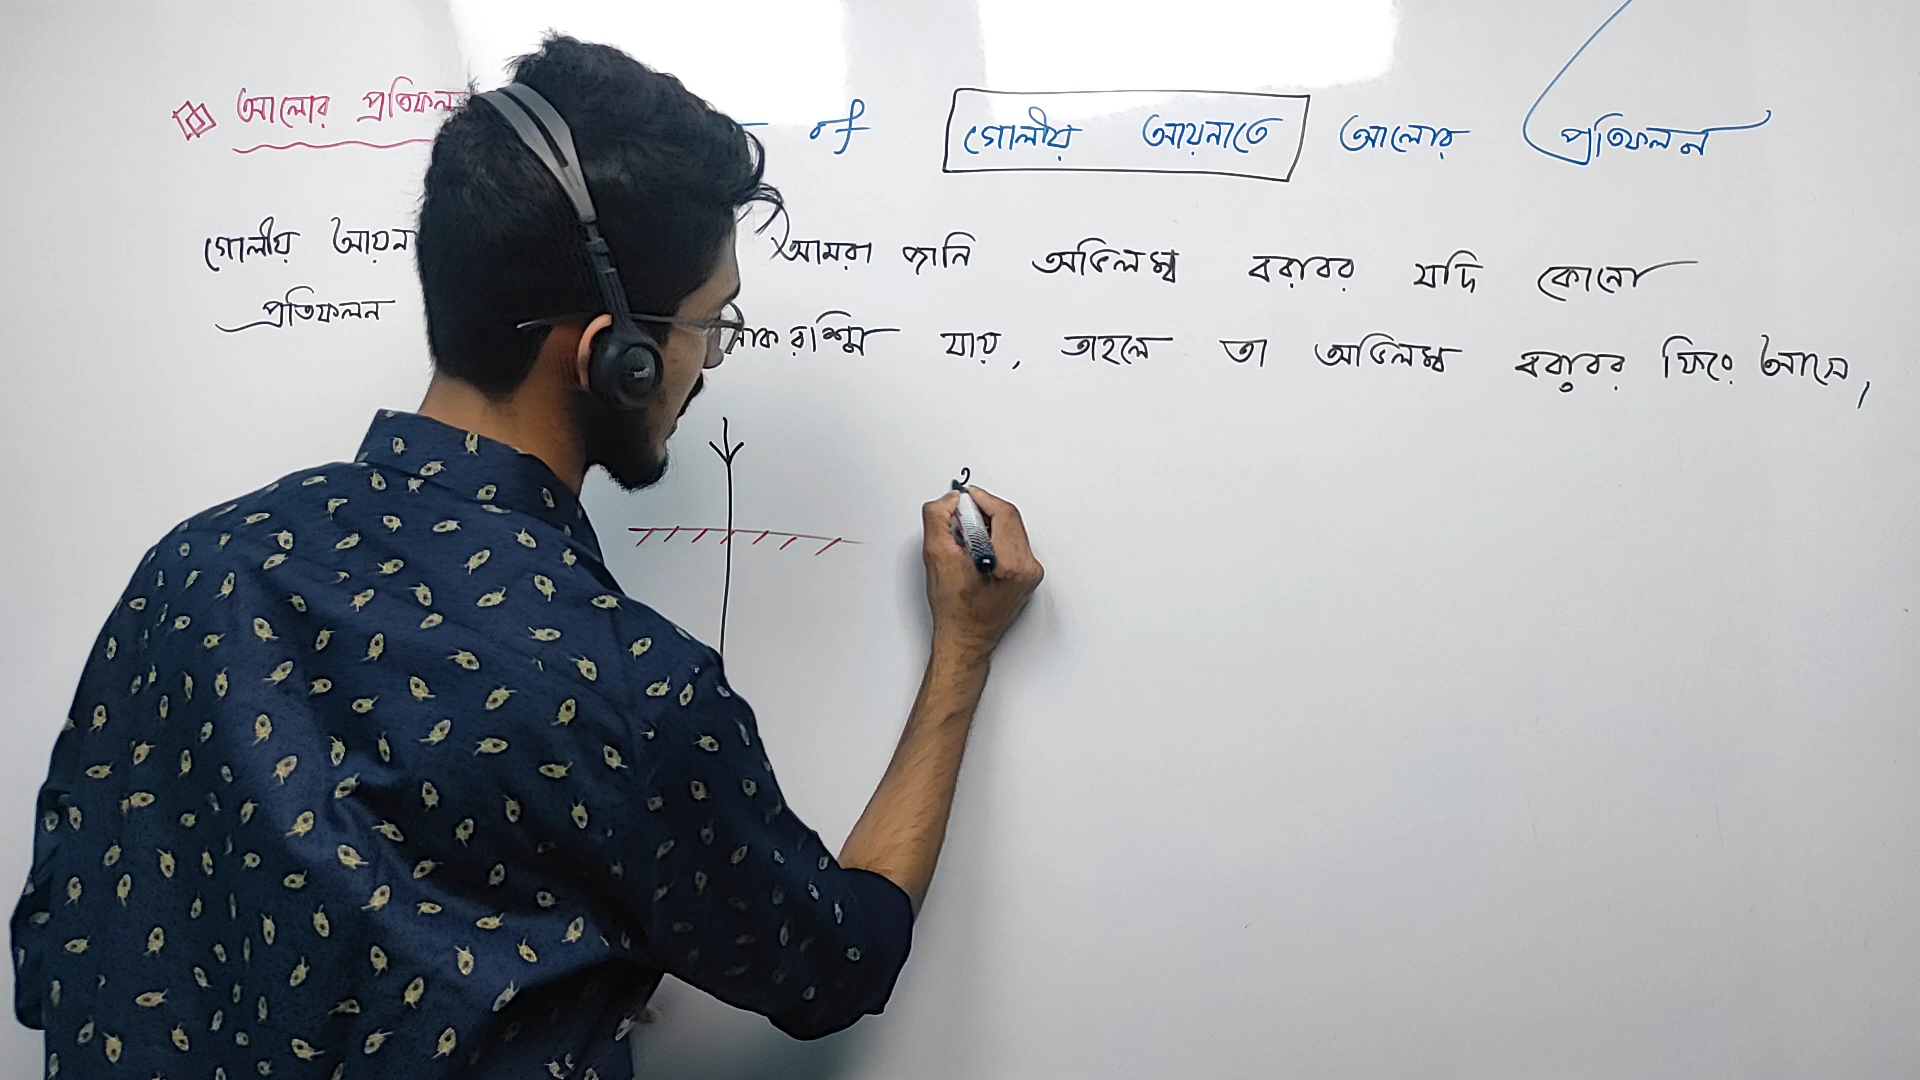 আলোর প্রতিফলন of গোলীয় আয়নাতে আলোর প্রতিফলন
গোলীয় আয়ন
প্রতিফলন
আমরা জানি অভিলম্ব বরাবর যদি কোনো
লোক রশ্মি যায়, তাহলে তা অভিলম্ব বরাবর ফিরে আসে,